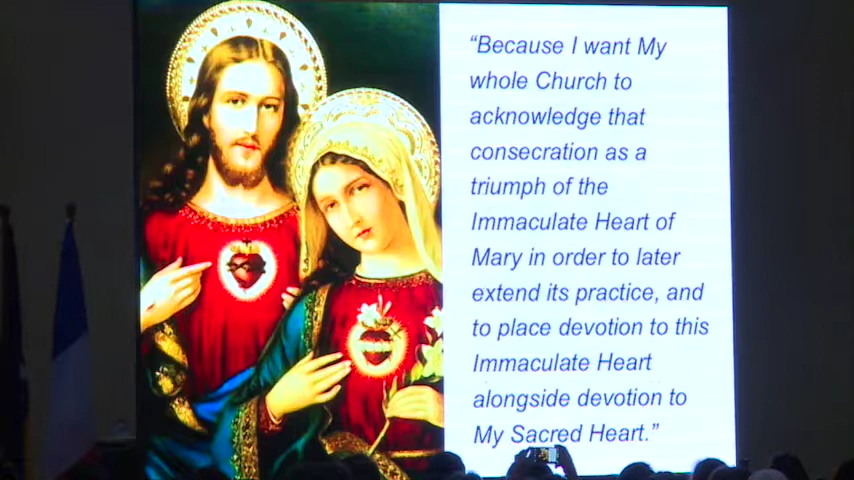 “Because I want My
whole Church to
acknowledge that
consecration as a
triumph of the
Immaculate Heart of
Mary in order to later
extend its practice, and
to place devotion to this
Immaculate Heart
alongside devotion to
My Sacred Heart.”